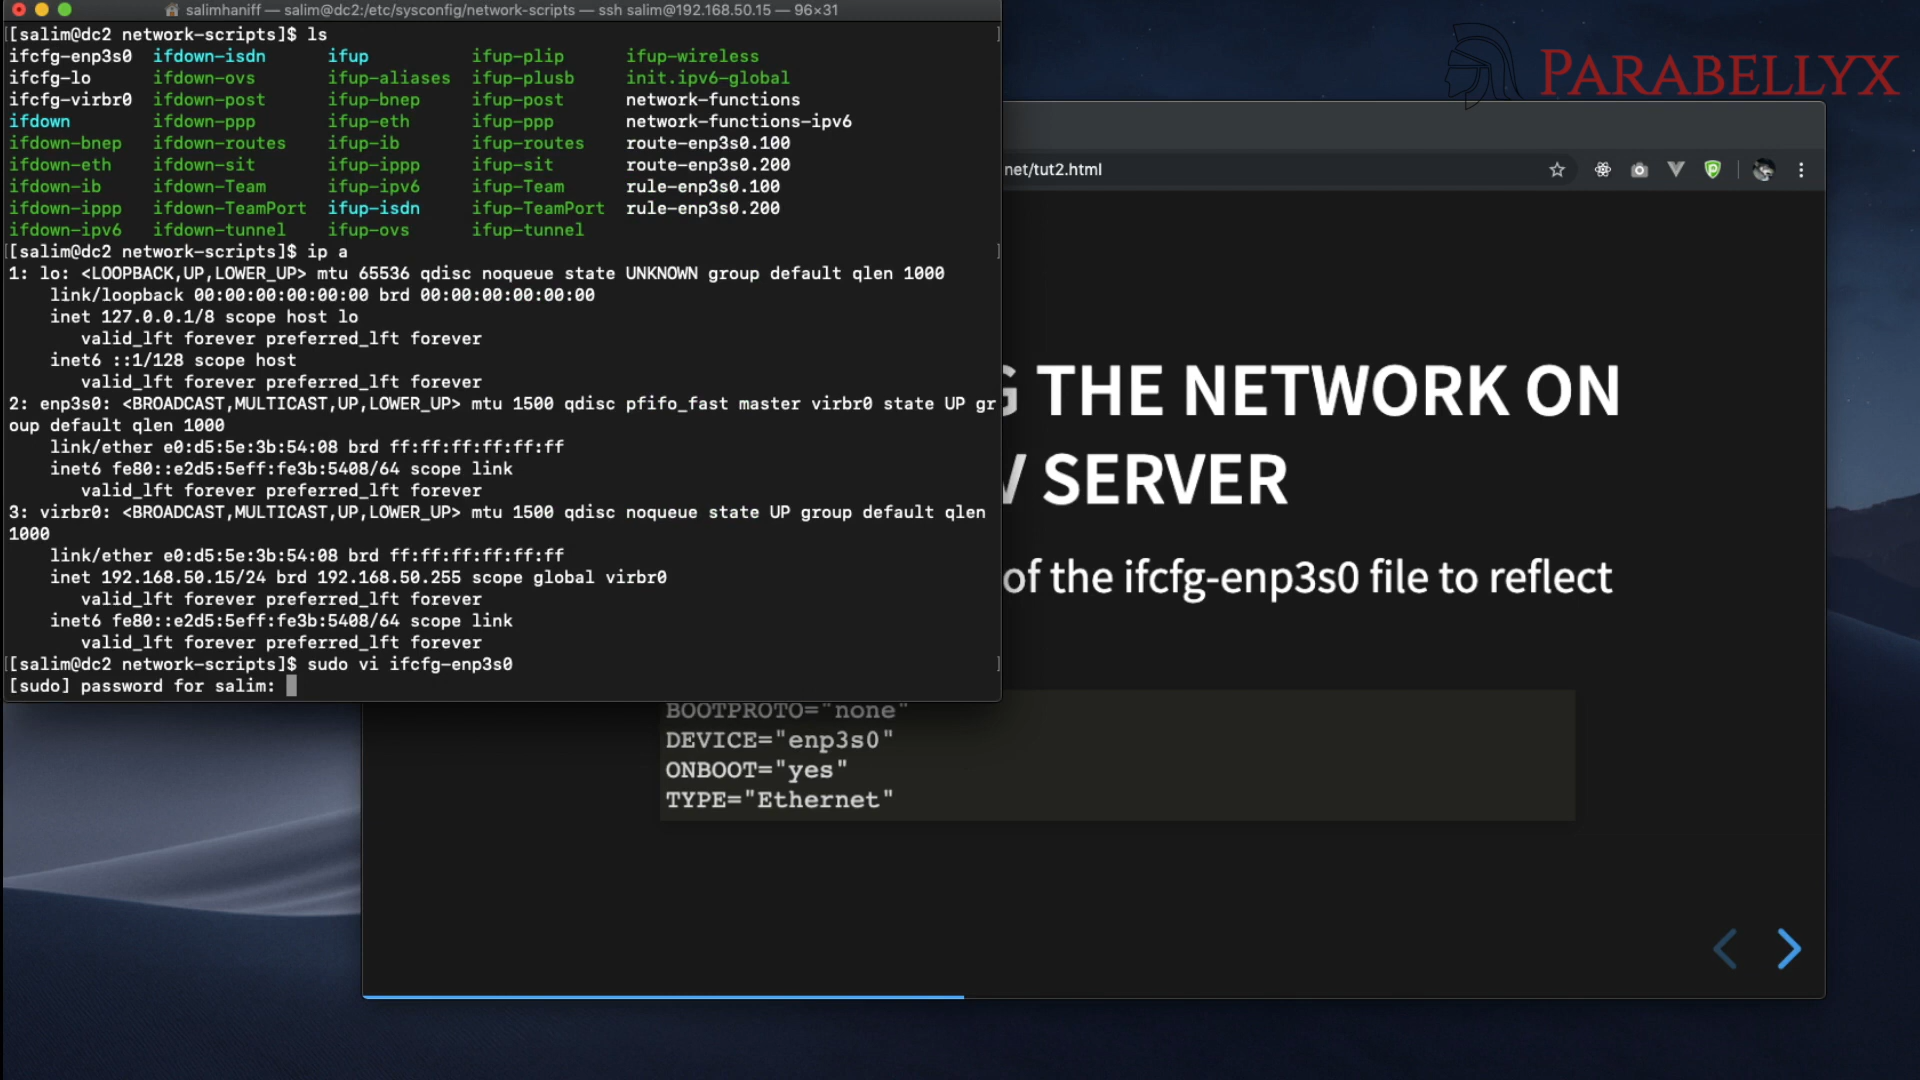 salimhaniff — salim@dc2:/etc/sysconfig/network-scripts — ssh salim@192.168.50.15 — 96×31
[[salim@dc2 network-scripts]$ ls ]
ifcfg-enp3s0 ifdown-isdn ifup ifup-plip ifup-wireless
ifcfg-lo ifdown-ovs ifup-aliases ifup-plusb init.ipv6-global
ifcfg-virbr0 ifdown-post ifup-bnep ifup-post network-functions
ifdown ifdown-ppp ifup-eth ifup-ppp network-functions-ipv6
ifdown-bnep ifdown-routes ifup-ib ifup-routes route-enp3s0.100
ifdown-eth ifdown-sit ifup-ippp ifup-sit route-enp3s0.200
ifdown-ib ifdown-Team ifup-ipv6 ifup-Team rule-enp3s0.100
ifdown-ippp ifdown-TeamPort ifup-isdn ifup-TeamPort rule-enp3s0.200
ifdown-ipv6 ifdown-tunnel ifup-ovs ifup-tunnel
[[salim@dc2 network-scripts]$ ip a ]
1: lo: <LOOPBACK,UP,LOWER_UP> mtu 65536 qdisc noqueue state UNKNOWN group default qlen 1000
link/loopback 00:00:00:00:00:00 brd 00:00:00:00:00:00
inet 127.0.0.1/8 scope host lo
valid_lft forever preferred_lft forever
inet6 ::1/128 scope host
valid_lft forever preferred_lft forever
2: enp3s0: <BROADCAST,MULTICAST,UP,LOWER_UP> mtu 1500 qdisc pfifo_fast master virbr0 state UP gr
oup default qlen 1000
link/ether e0:d5:5e:3b:54:08 brd ff:ff:ff:ff:ff:ff
inet6 fe80::e2d5:5eff:fe3b:5408/64 scope link
valid_lft forever preferred_lft forever
3: virbr0: <BROADCAST,MULTICAST,UP,LOWER_UP> mtu 1500 qdisc noqueue state UP group default qlen
1000
link/ether e0:d5:5e:3b:54:08 brd ff:ff:ff:ff:ff:ff
inet 192.168.50.15/24 brd 192.168.50.255 scope global virbr0
valid_lft forever preferred_lft forever
inet6 fe80::e2d5:5eff:fe3b:5408/64 scope link
valid_lft forever preferred_lft forever
[[salim@dc2 network-scripts]$ sudo vi ifcfg-enp3s0 ]
[sudo] password for salim:
PARABELLYX
net/tut2.html
G THE NETWORK ON
V SERVER
of the ifcfg-enp3s0 file to reflect
BOOTPROTO="none"
DEVICE="enp3s0"
ONBOOT="yes"
TYPE="Ethernet"